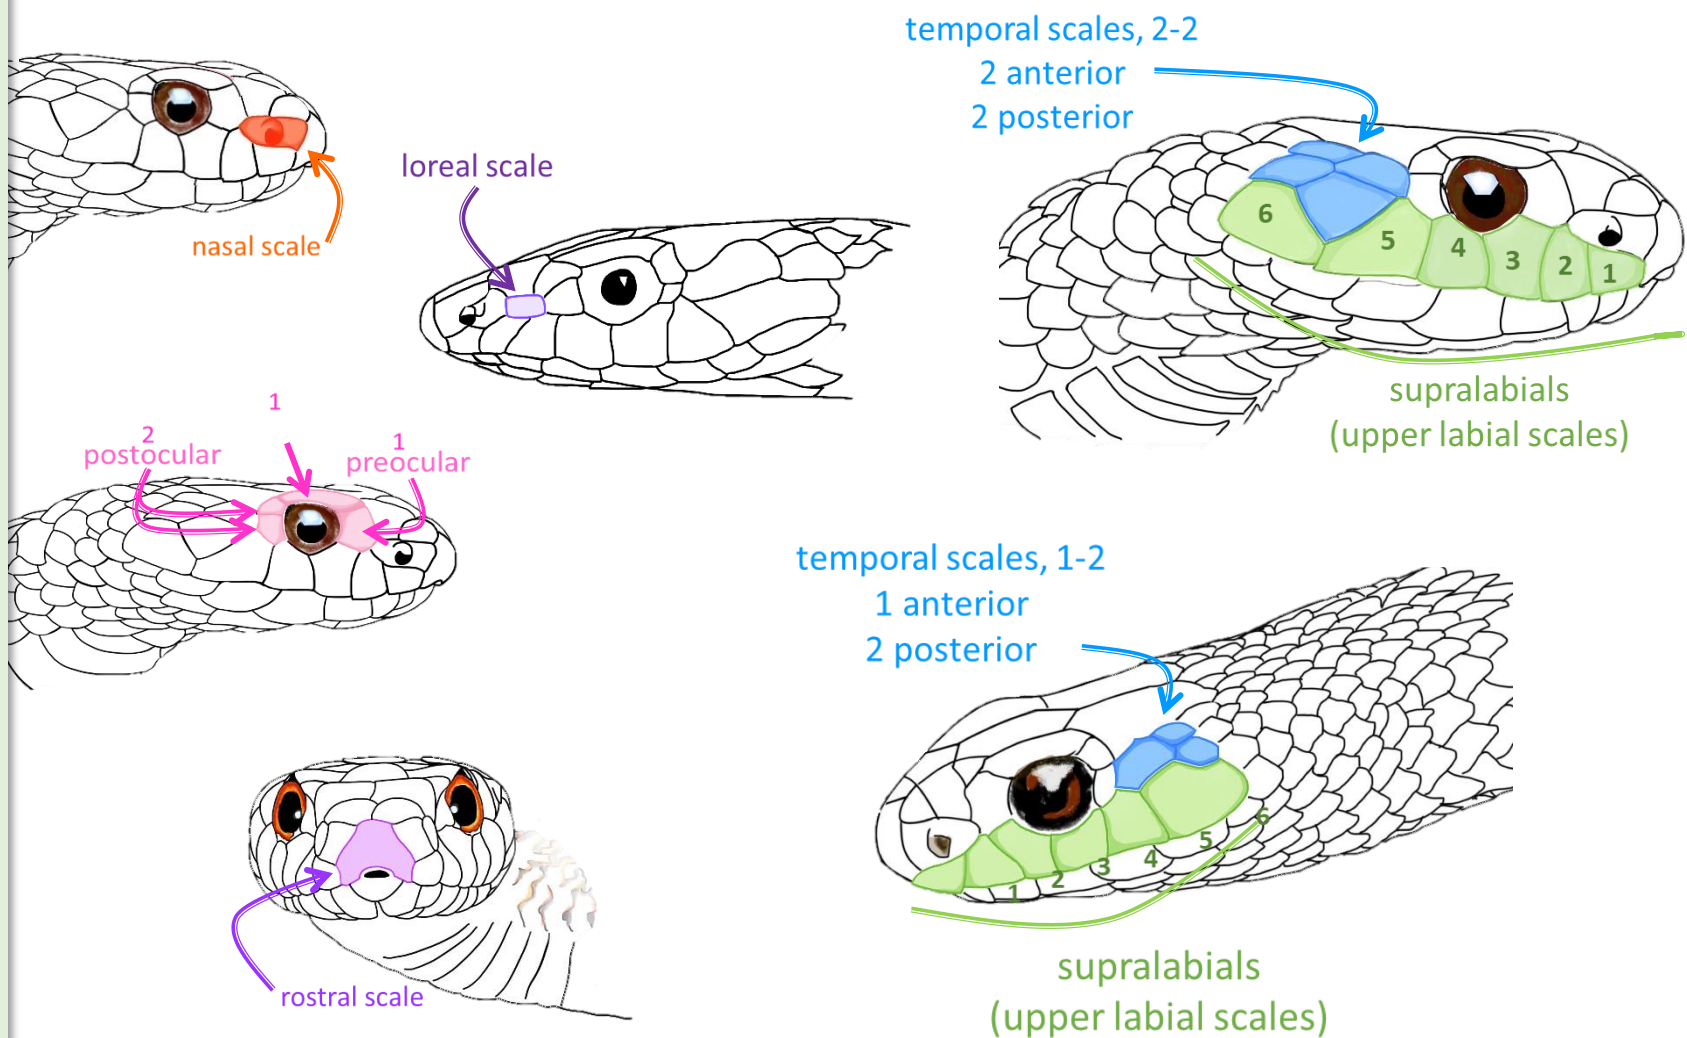 temporal scales, 2-2
2 anterior
2 posterior
loreal scale
nasal scale
6
5
4
3
2
1
supralabials
(upper labial scales)
1
2
postocular
1
preocular
temporal scales, 1-2
1 anterior
2 posterior
1
2
3
4
5
6
supralabials
(upper labial scales)
rostral scale